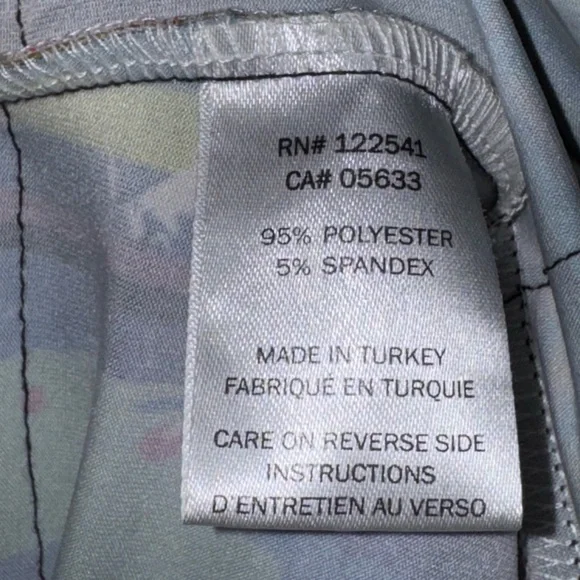 RN# 122541
CA# 05633
95% POLYESTER
5% SPANDEX
MADE IN TURKEY
FABRIQUÉ EN TURQUIE
CARE ON REVERSE SIDE
INSTRUCTIONS
D'ENTRETIEN AU VERSO